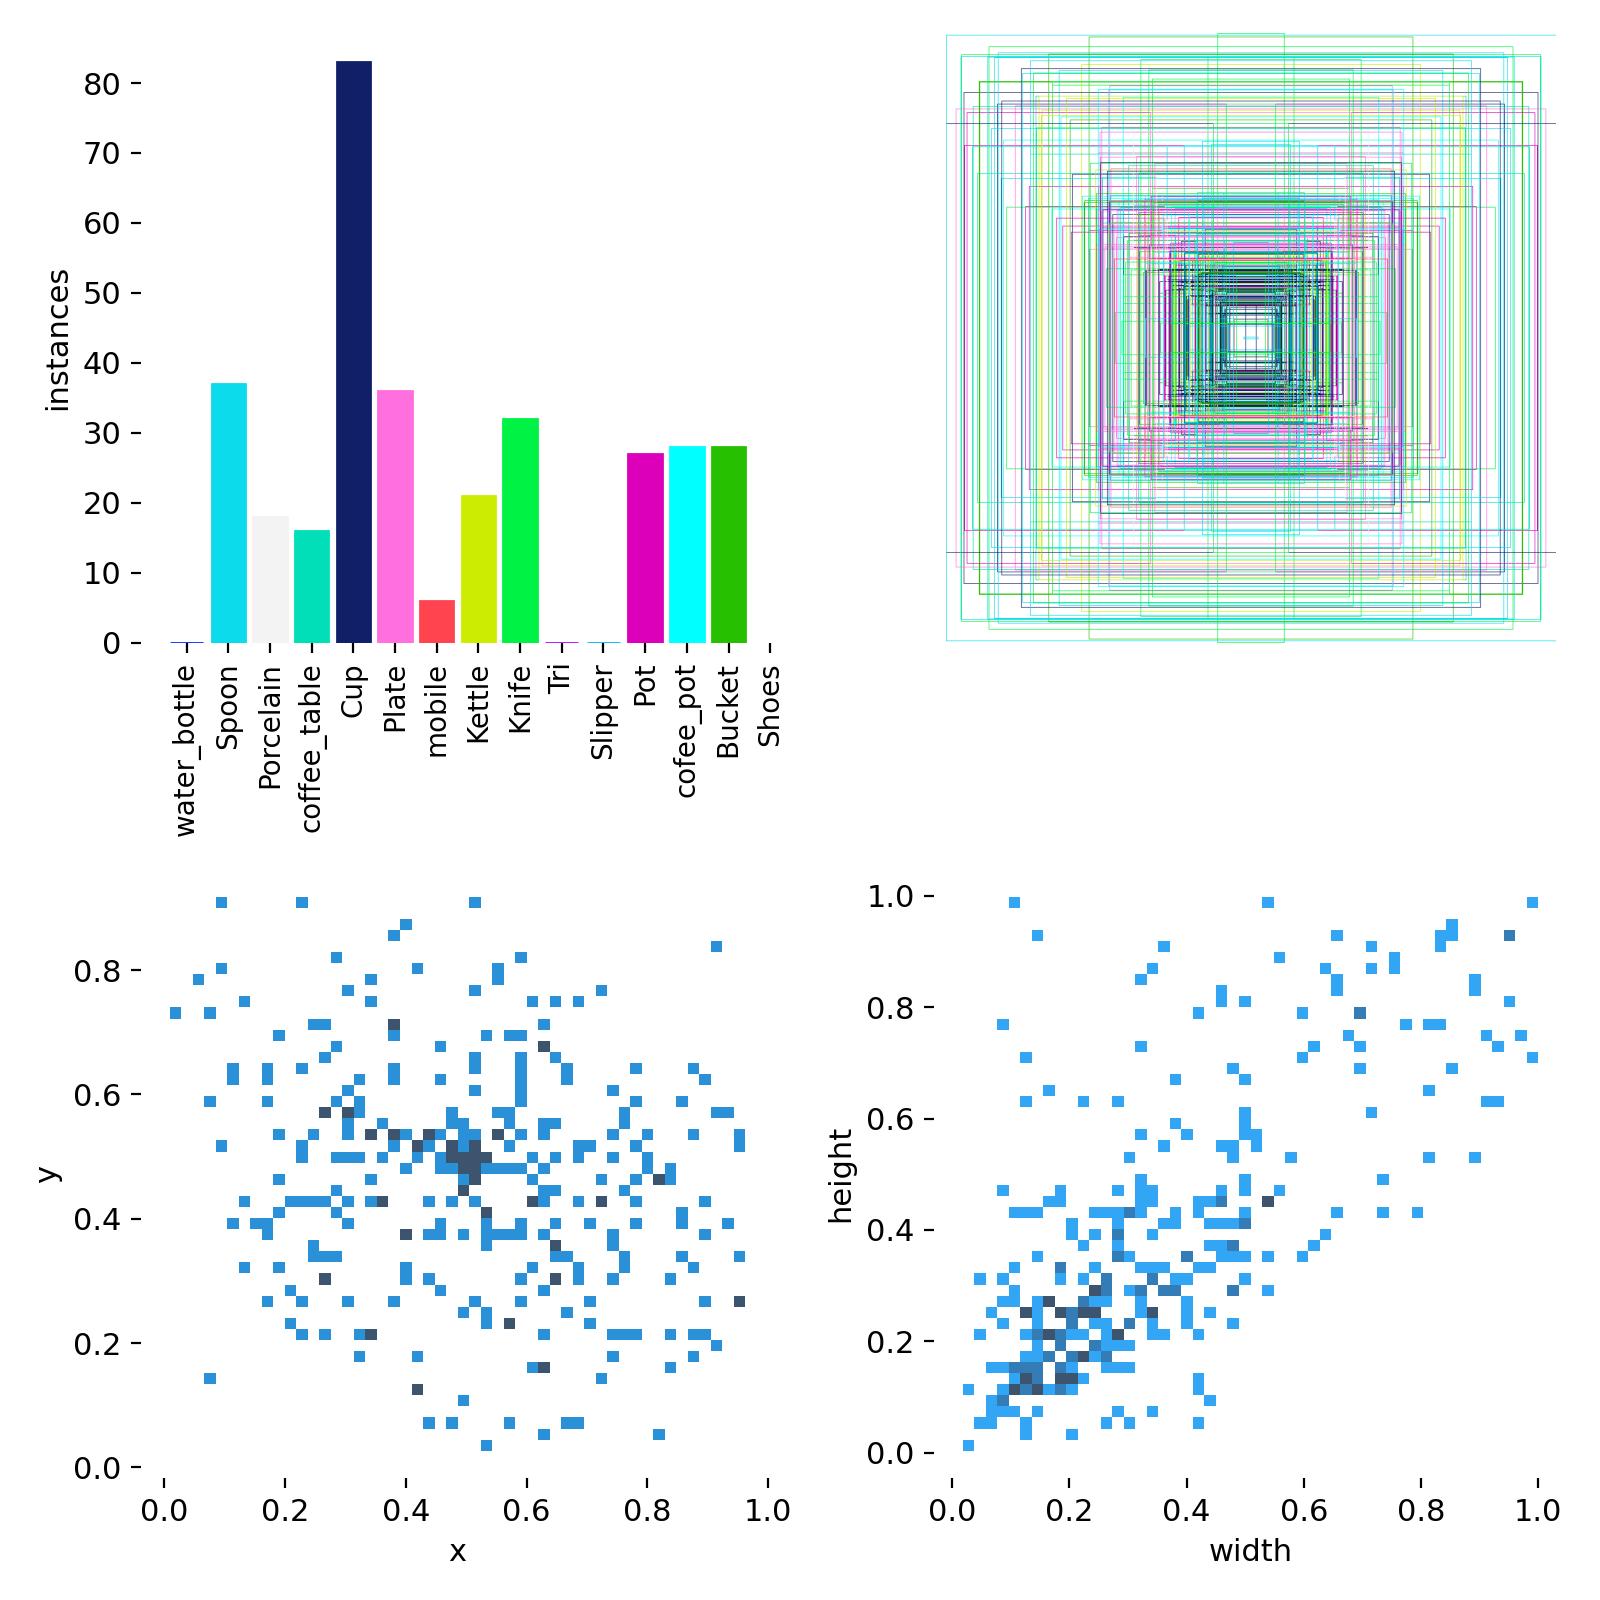 80
70
60
50
40
30
20
10
0
instances
water_bottle
Spoon
Porcelain
coffee_table
Cup
Plate
mobile
Kettle
Knife
Tri
Slipper
Pot
cofee_pot
Bucket
Shoes
0.8
0.6
0.4
0.2
0.0
y
0.0 0.2 0.4 0.6 0.8 1.0
x
1.0
0.8
0.6
0.4
0.2
0.0
height
0.0 0.2 0.4 0.6 0.8 1.0
width